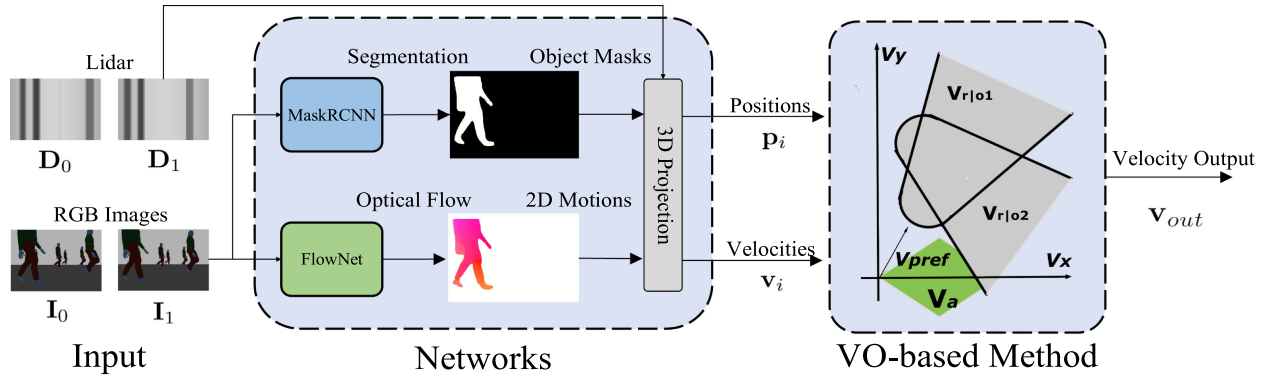 Lidar
D₀
D₁
RGB Images
I₀
I₁
Input
Segmentation
Object Masks
MaskRCNN
Optical Flow
2D Motions
FlowNet
3D Projection
Networks
Positions
pᵢ
Velocities
vᵢ
Vy
Vr|o1
Vr|o2
Vpref
Vx
Va
VO-based Method
Velocity Output
v_out